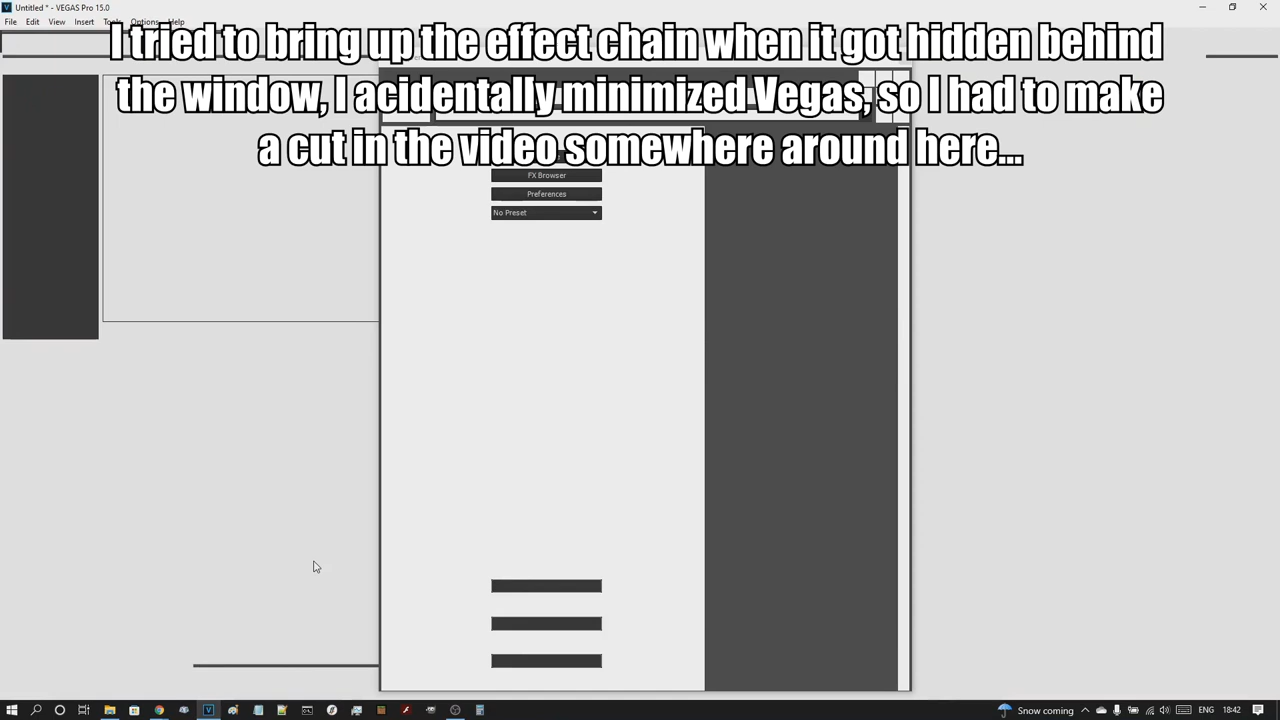 Untitled * - VEGAS Pro 15.0
File Edit View Insert Tools Options Help
I tried to bring up the effect chain when it got hidden behind
the window, I acidentally minimized Vegas, so I had to make
a cut in the video somewhere around here...
FX Browser
Preferences
No Preset
Snow coming ENG 18:42